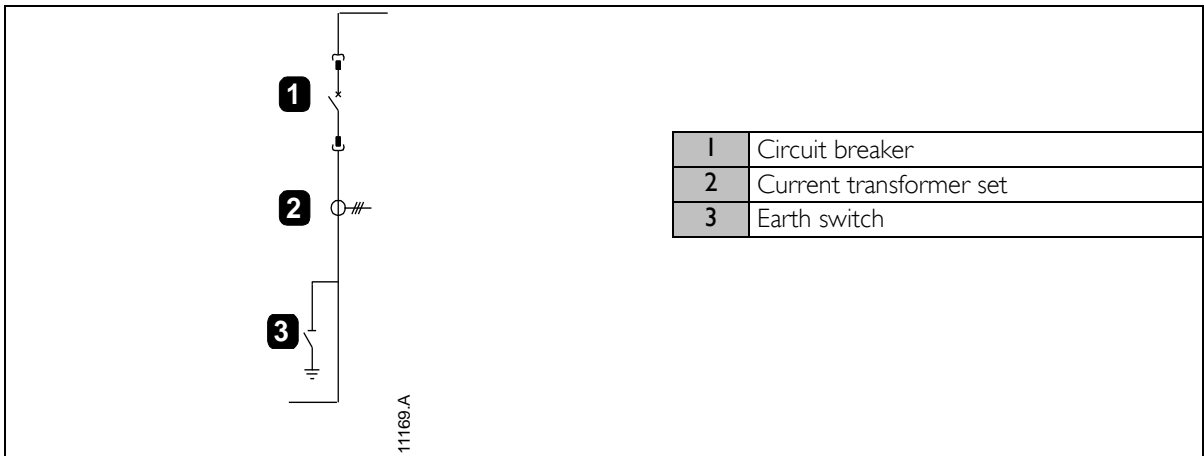 1
2
3
11169.A
1 Circuit breaker
2 Current transformer set
3 Earth switch